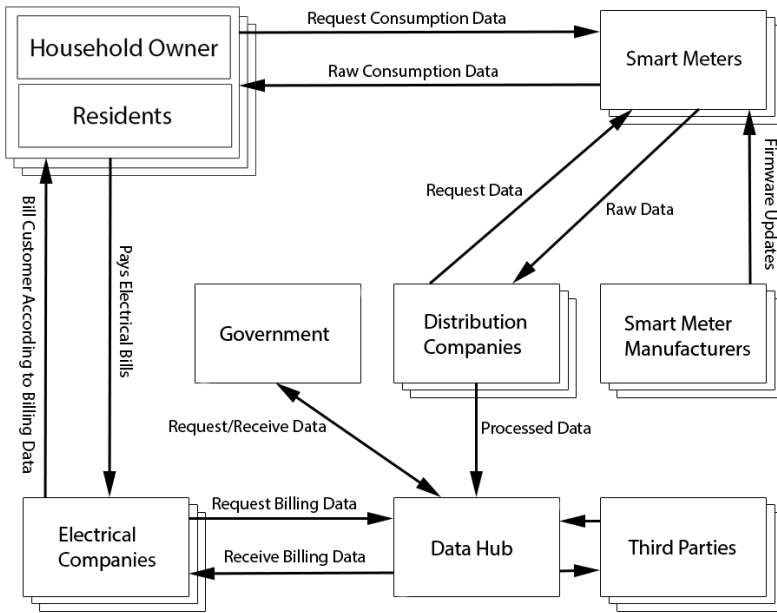 Household Owner
Residents
Request Consumption Data
Raw Consumption Data
Smart Meters
Request Data
Raw Data
Firmware Updates
Bill Customer According to Billing Data
Pays Electrical Bills
Government
Distribution
Companies
Smart Meter
Manufacturers
Request/Receive Data
Processed Data
Electrical
Companies
Request Billing Data
Receive Billing Data
Data Hub
Third Parties